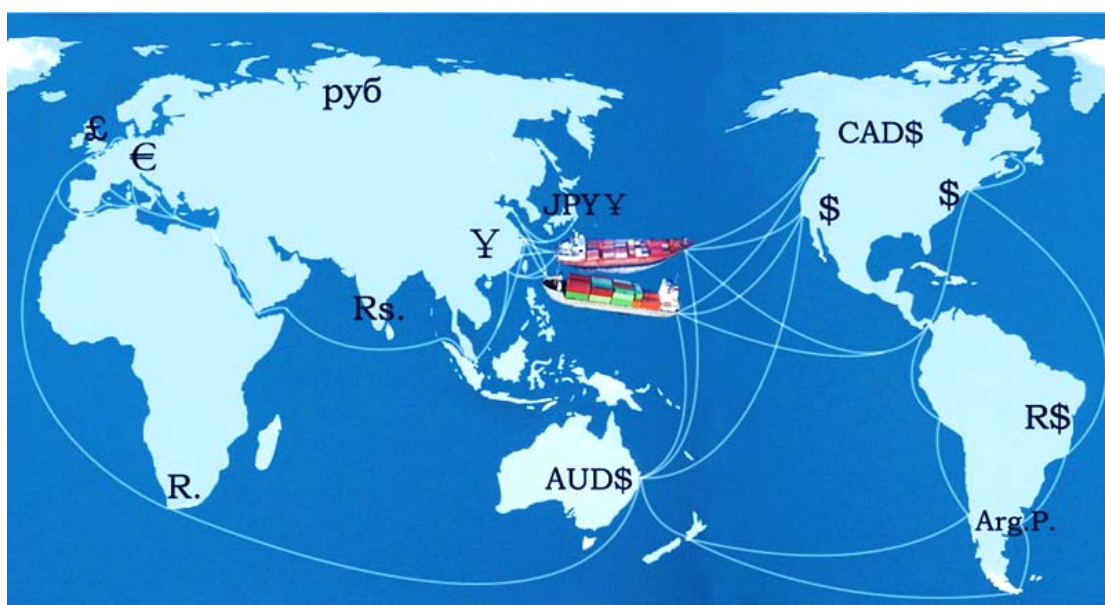 руб
£
CAD$
€
$
$
JPY ¥
¥
Rs.
R$
AUD$
R.
Arg.P.